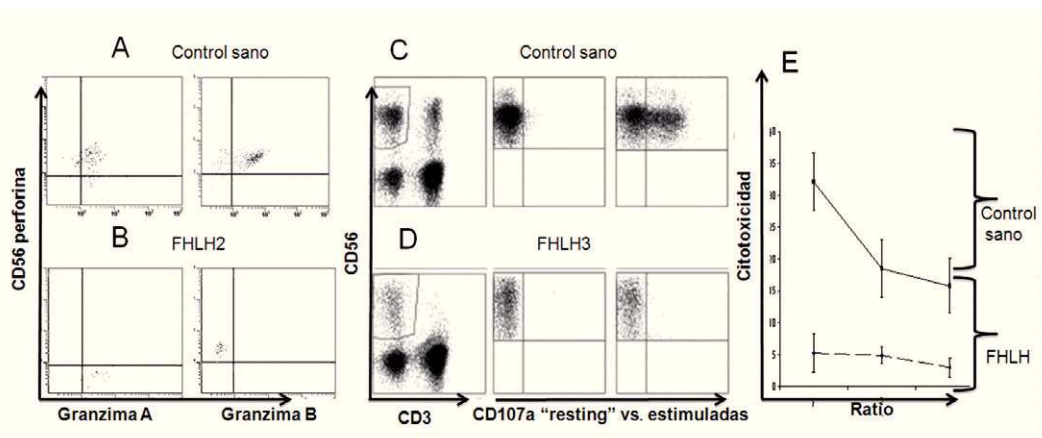 A
Control sano
C
Control sano
E
B
FHLH2
D
FHLH3
CD56 perforina
CD56
Citotoxicidad
Control
sano
FHLH
Granzima A
Granzima B
CD3
CD107a “resting” vs. estimuladas
Ratio